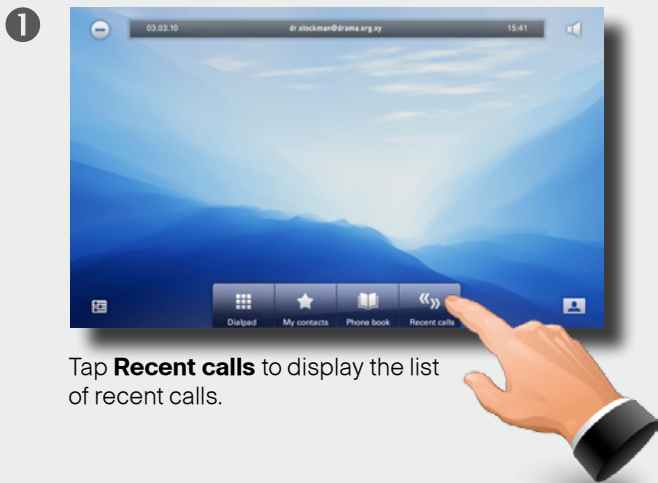 1
03.03.10 dr.stockman@drama.org.xy 15:41
Dialpad My contacts Phone book Recent calls
Tap Recent calls to display the list
of recent calls.